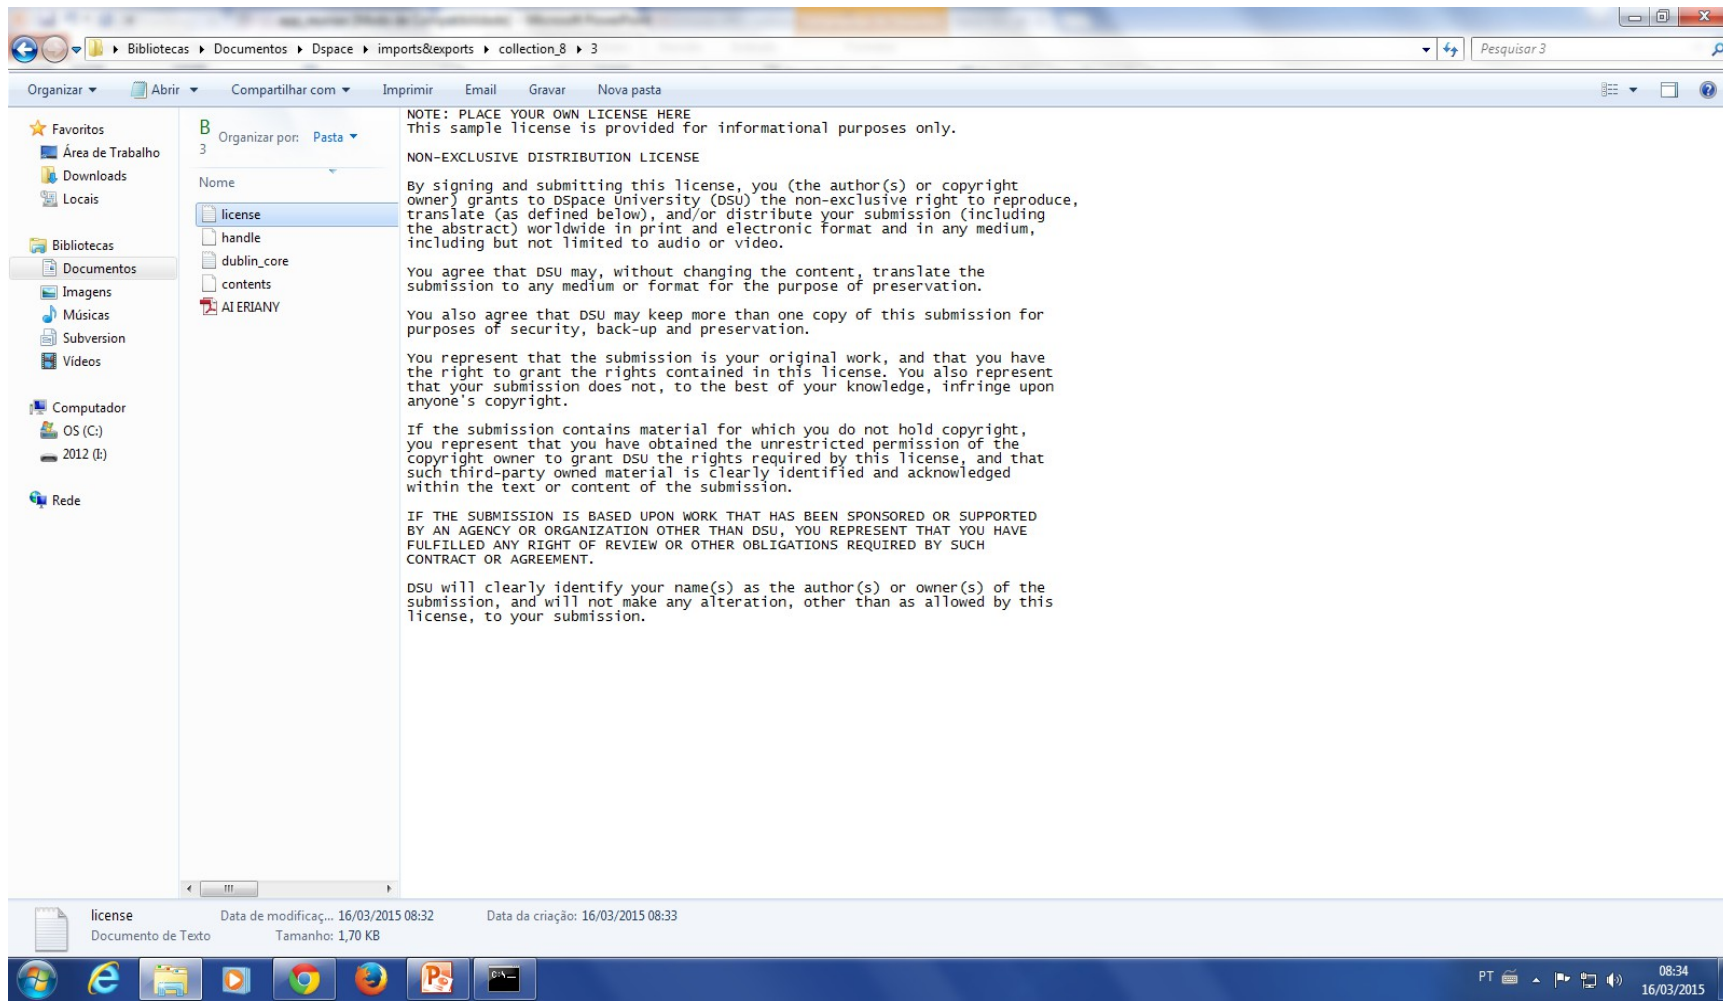 Bibliotecas ▸ Documentos ▸ Dspace ▸ imports&exports ▸ collection_8 ▸ 3
Pesquisar 3
Organizar
Abrir
Compartilhar com
Imprimir
Email
Gravar
Nova pasta
Favoritos
Área de Trabalho
Downloads
Locais
Bibliotecas
Documentos
Imagens
Músicas
Subversion
Vídeos
Computador
OS (C:)
2012 (I:)
Rede
B
3
Organizar por: Pasta
Nome
license
handle
dublin_core
contents
AI ERIANY
NOTE: PLACE YOUR OWN LICENSE HERE
This sample license is provided for informational purposes only.
NON-EXCLUSIVE DISTRIBUTION LICENSE
By signing and submitting this license, you (the author(s) or copyright
owner) grants to DSpace University (DSU) the non-exclusive right to reproduce,
translate (as defined below), and/or distribute your submission (including
the abstract) worldwide in print and electronic format and in any medium,
including but not limited to audio or video.
You agree that DSU may, without changing the content, translate the
submission to any medium or format for the purpose of preservation.
You also agree that DSU may keep more than one copy of this submission for
purposes of security, back-up and preservation.
You represent that the submission is your original work, and that you have
the right to grant the rights contained in this license. You also represent
that your submission does not, to the best of your knowledge, infringe upon
anyone's copyright.
If the submission contains material for which you do not hold copyright,
you represent that you have obtained the unrestricted permission of the
copyright owner to grant DSU the rights required by this license, and that
such third-party owned material is clearly identified and acknowledged
within the text or content of the submission.
IF THE SUBMISSION IS BASED UPON WORK THAT HAS BEEN SPONSORED OR SUPPORTED
BY AN AGENCY OR ORGANIZATION OTHER THAN DSU, YOU REPRESENT THAT YOU HAVE
FULFILLED ANY RIGHT OF REVIEW OR OTHER OBLIGATIONS REQUIRED BY SUCH
CONTRACT OR AGREEMENT.
DSU will clearly identify your name(s) as the author(s) or owner(s) of the
submission, and will not make any alteration, other than as allowed by this
license, to your submission.
license
Data de modificaç... 16/03/2015 08:32
Data da criação: 16/03/2015 08:33
Documento de Texto
Tamanho: 1,70 KB
C:\
PT
08:34
16/03/2015